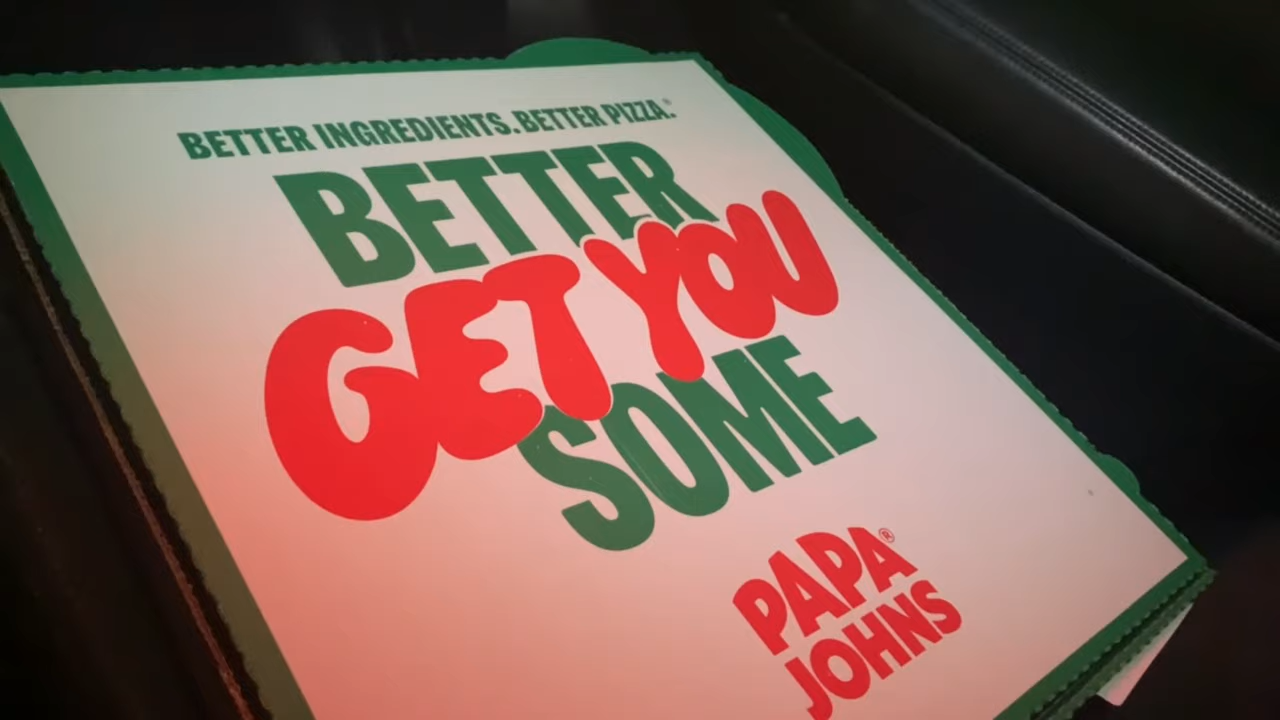 BETTER INGREDIENTS. BETTER PIZZA.®
BETTER
GET YOU
SOME
PAPA®
JOHNS